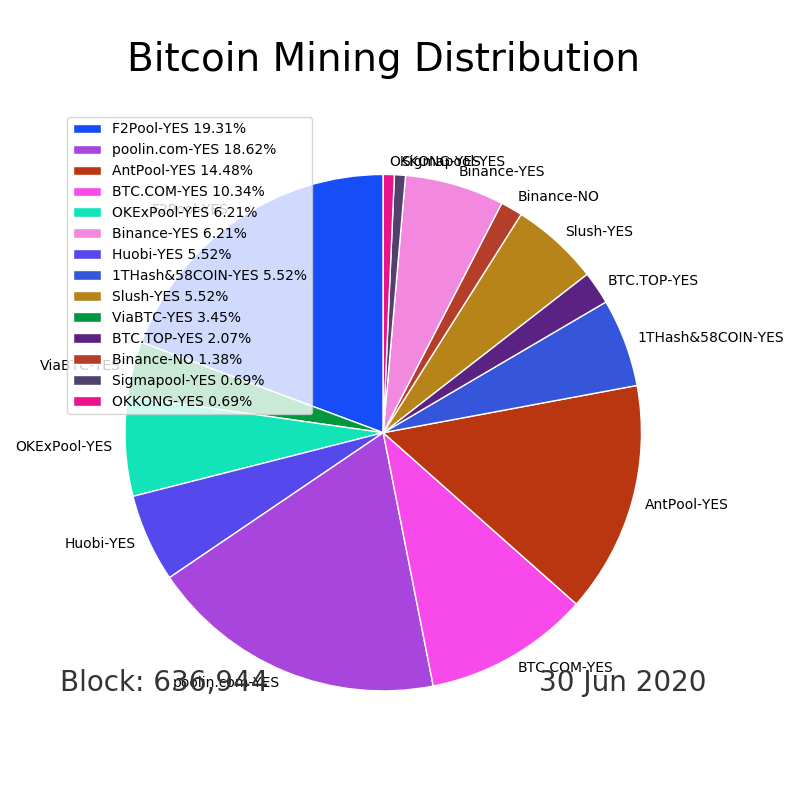 Bitcoin Mining Distribution
F2Pool-YES 19.31%
poolin.com-YES 18.62%
AntPool-YES 14.48%
BTC.COM-YES 10.34%
OKExPool-YES 6.21%
Binance-YES 6.21%
Huobi-YES 5.52%
1THash&58COIN-YES 5.52%
Slush-YES 5.52%
ViaBTC-YES 3.45%
BTC.TOP-YES 2.07%
Binance-NO 1.38%
Sigmapool-YES 0.69%
OKKONG-YES 0.69%
OKKONG-YES
Sigmapool-YES
Binance-YES
Binance-NO
Slush-YES
BTC.TOP-YES
1THash&58COIN-YES
AntPool-YES
BTC.COM-YES
poolin.com-YES
Huobi-YES
OKExPool-YES
ViaBTC-YES
F2Pool-YES
Block: 636,944
30 Jun 2020